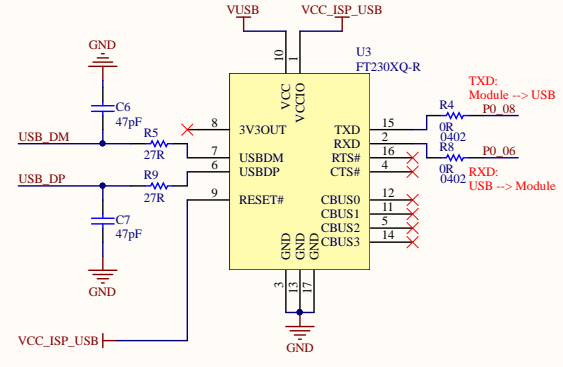 VUSB
VCC_ISP_USB
GND
10
1
U3
FT230XQ-R
VCC
VCCIO
TXD:
Module --> USB
C6
47pF
R4
P0_08
8
3V3OUT
TXD
15
0R
0402
USB_DM
R5
27R
7
USBDM
RXD
2
R8
P0_06
6
USBDP
RTS#
16
0R
0402
CTS#
4
RXD:
USB --> Module
USB_DP
R9
27R
9
RESET#
CBUS0
12
CBUS1
11
CBUS2
5
CBUS3
14
C7
47pF
GND
GND
GND
GND
3
13
17
VCC_ISP_USB
GND